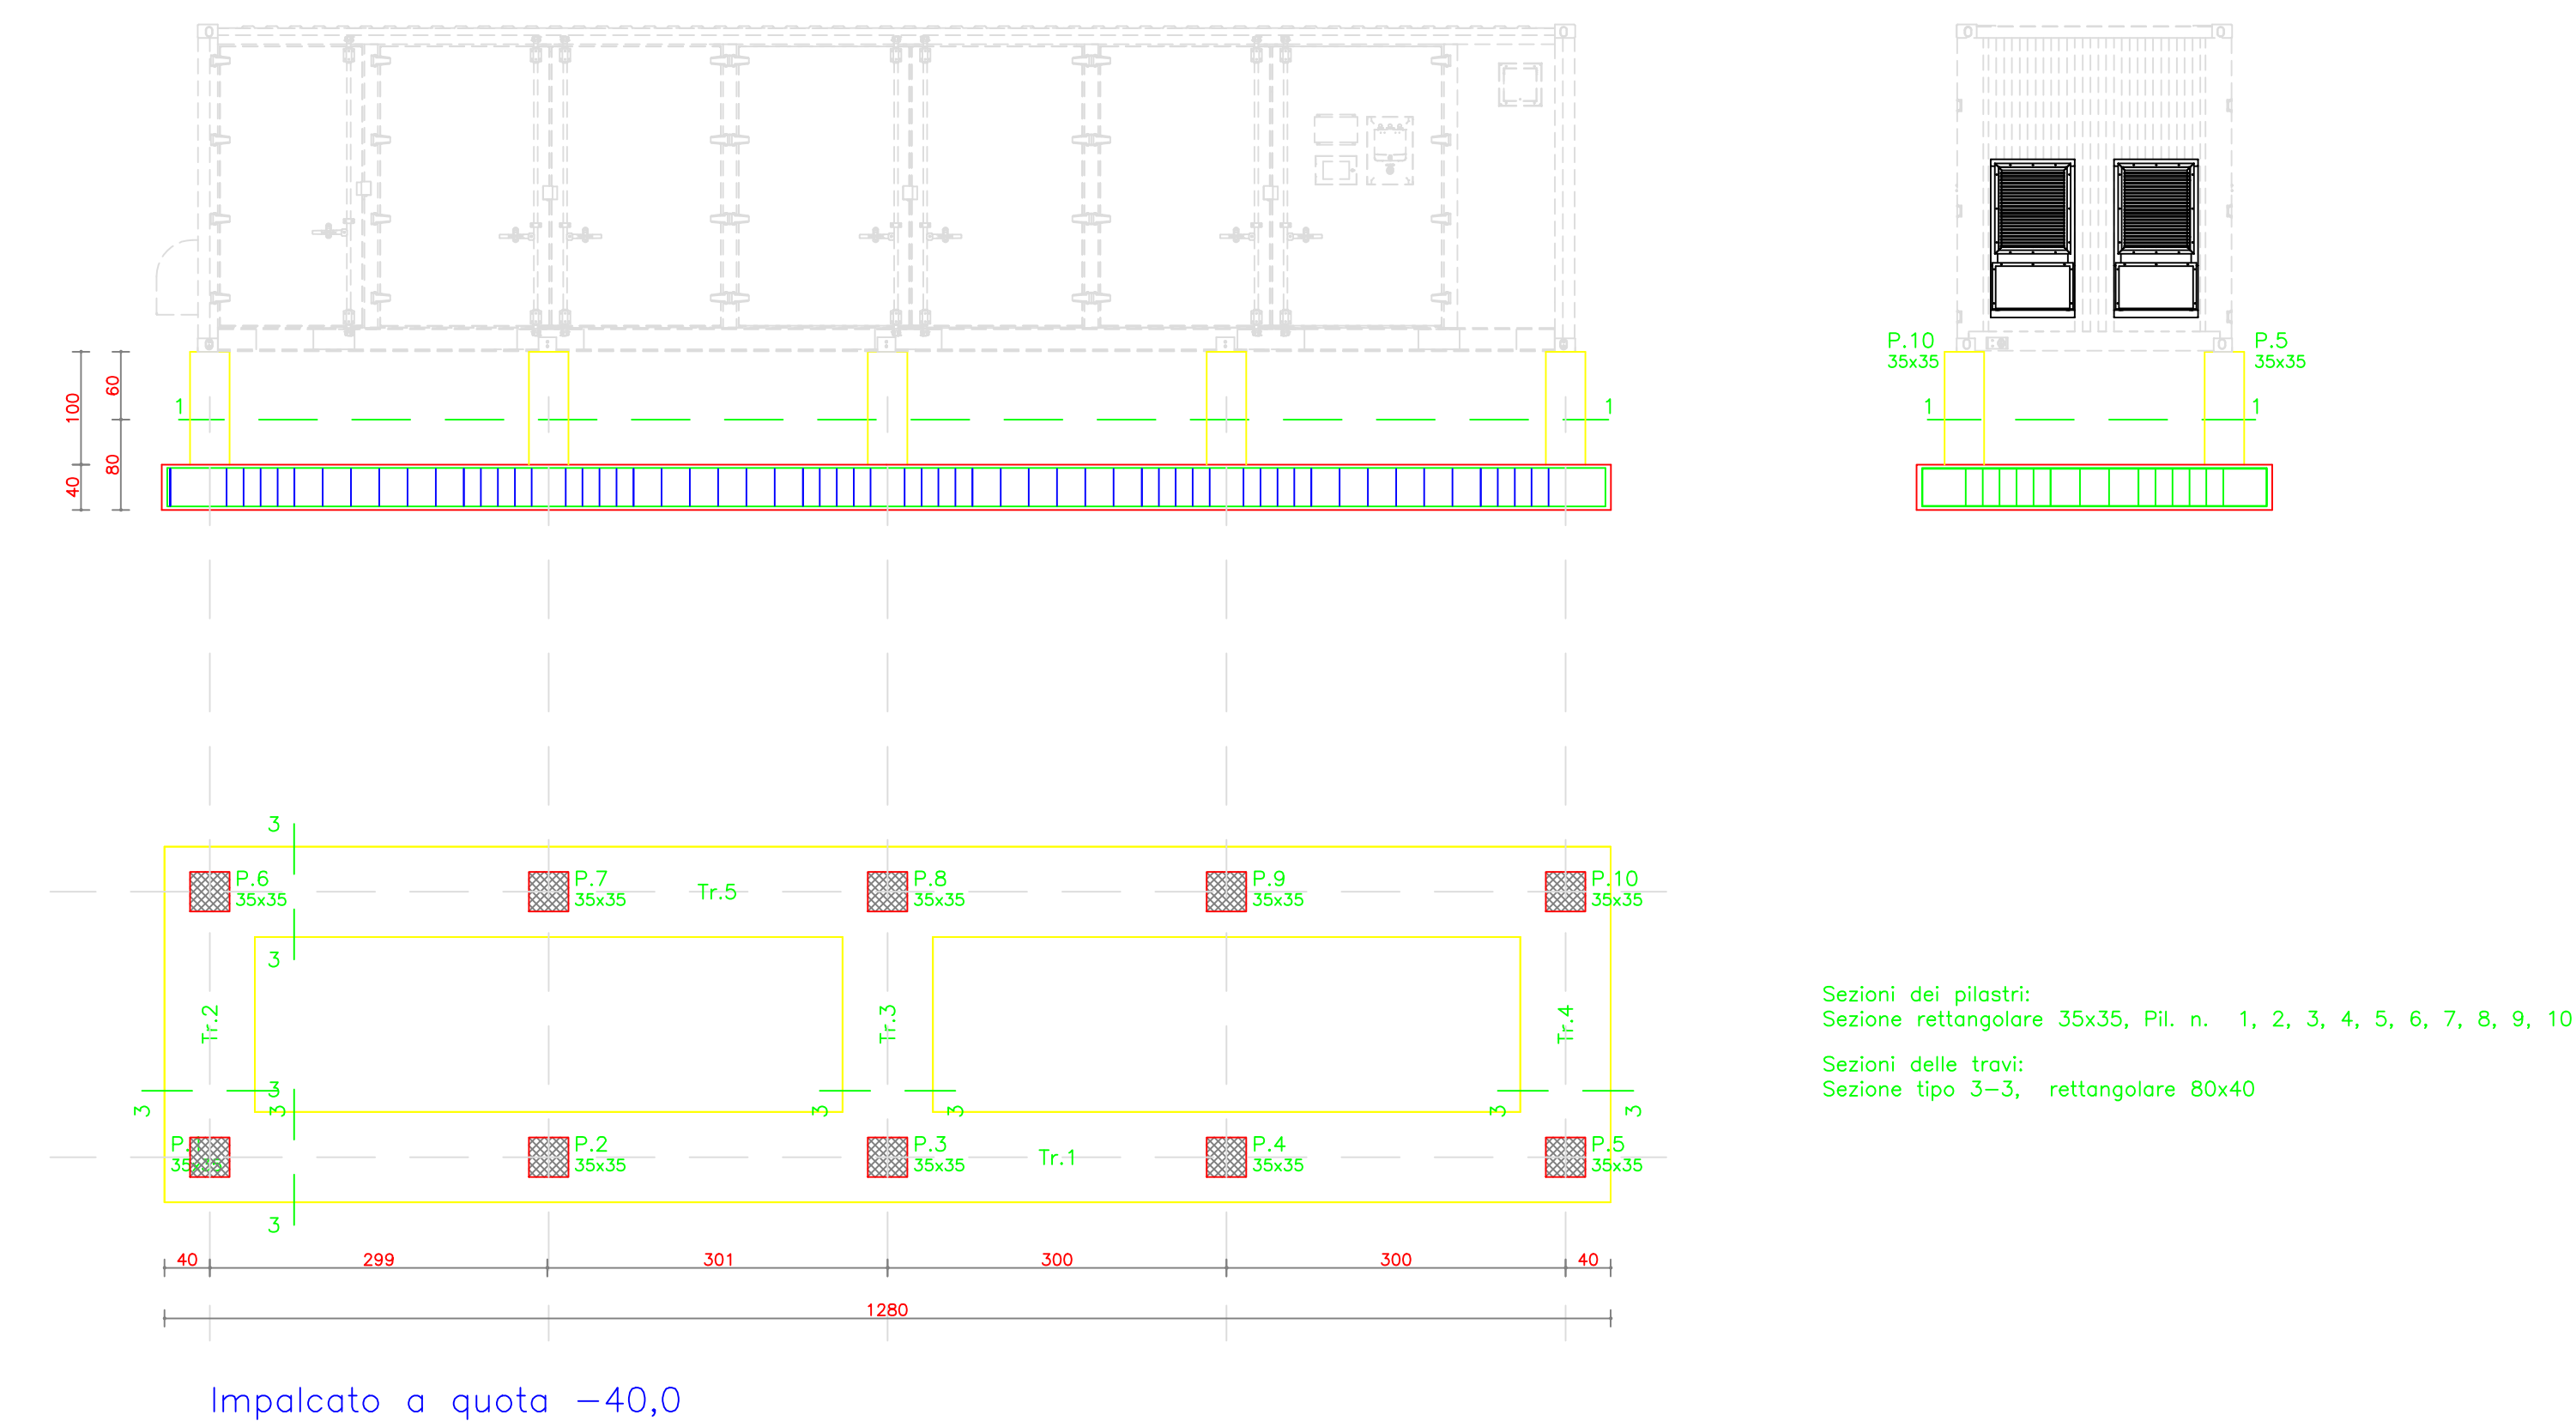 P.10
35x35
P.5
35x35
100
60
1
1
1
1
40
80
3
P.6
35x35
P.7
35x35
Tr.5
P.8
35x35
P.9
35x35
P.10
35x35
3
Tr.2
Tr.3
Tr.4
Sezioni dei pilastri:
Sezione rettangolare 35x35, Pil. n. 1, 2, 3, 4, 5, 6, 7, 8, 9, 10
Sezioni delle travi:
Sezione tipo 3-3, rettangolare 80x40
3
3
3
3
3
3
3
P.1
35x35
P.2
35x35
P.3
35x35
Tr.1
P.4
35x35
P.5
35x35
3
40
299
301
300
300
40
1280
Impalcato a quota -40,0